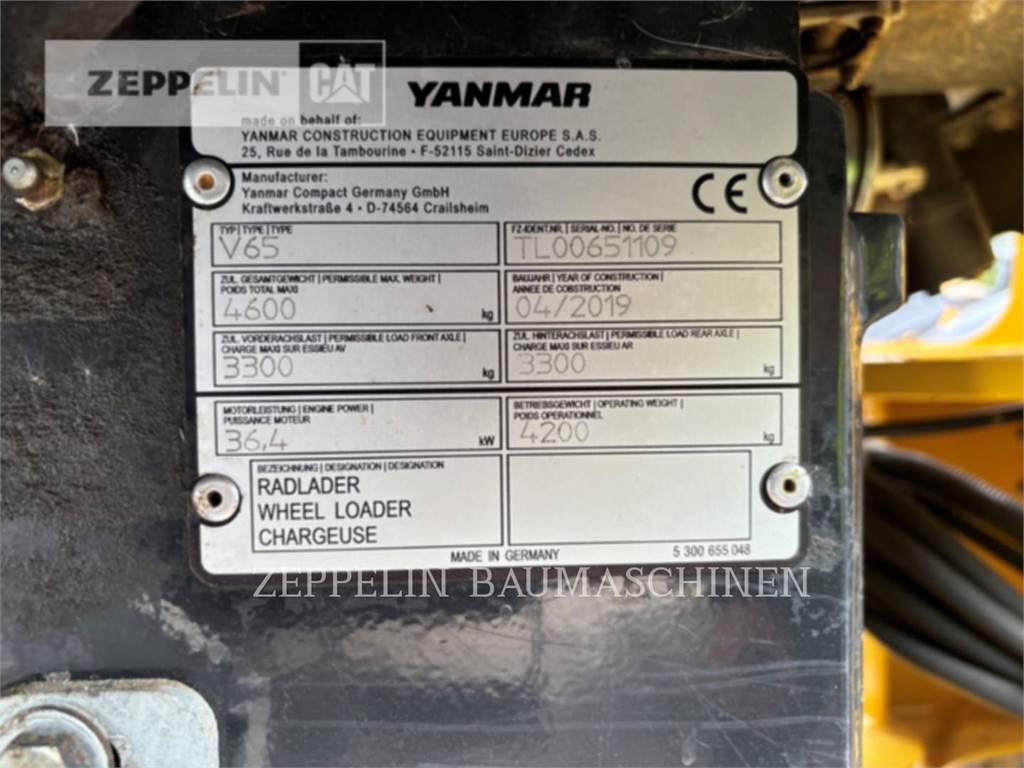 ZEPPELIN CAT
YANMAR
made on behalf of:
YANMAR CONSTRUCTION EQUIPMENT EUROPE S.A.S.
25, Rue de la Tambourine • F-52115 Saint-Dizier Cedex
Manufacturer:
Yanmar Compact Germany GmbH
Kraftwerkstraße 4 • D-74564 Crailsheim
CE
TYP | TYPE | TYPE
V65
FZ-IDENT.NR. | SERIAL-NO. | NO. DE SERIE
TL00651109
ZUL. GESAMTGEWICHT | PERMISSIBLE MAX. WEIGHT |
POIDS TOTAL MAXI
4600 kg
BAUJAHR | YEAR OF CONSTRUCTION |
ANNEE DE COBSTRUCTION
04/2019
ZUL. VORDERACHSLAST | PERMISSIBLE LOAD FRONT AXLE |
CHARGE MAXI SUR ESSIEU AV
3300 kg
ZUL. HINTERACHSLAST | PERMISSIBLE LOAD REAR AXLE |
CHARGE MAXI SUR ESSIEU AR
3300 kg
MOTORLEISTUNG | ENGINE POWER |
PUISSANCE MOTEUR
36,4 kW
BETRIEBSGEWICHT | OPERATING WEIGHT |
POIDS OPERATIONNEL
4200 kg
BEZEICHNUNG | DESIGNATION | DESIGNATION
RADLADER
WHEEL LOADER
CHARGEUSE
MADE IN GERMANY
5 300 655 048
ZEPPELIN BAUMASCHINEN